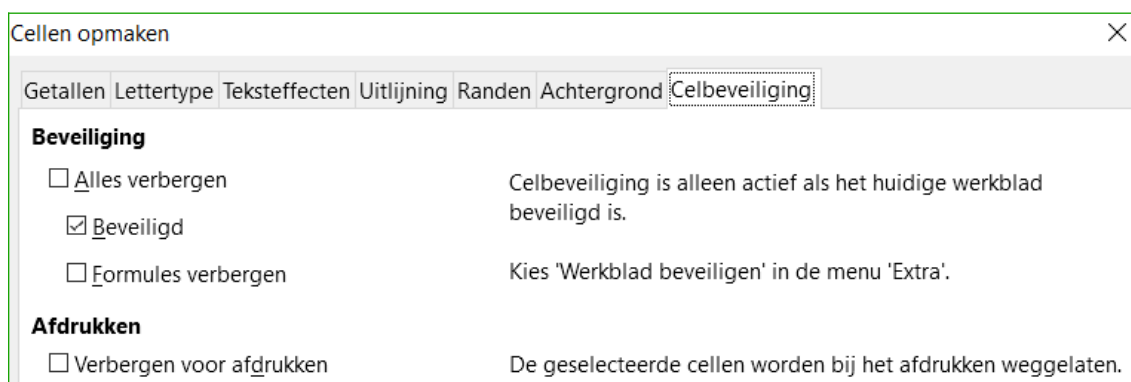 Cellen opmaken
Getallen Lettertype Teksteffecten Uitlijning Randen Achtergrond Celbeveiliging
Beveiliging
Alles verbergen
Celbeveiliging is alleen actief als het huidige werkblad
beveiligd is.
Beveiligd
Formules verbergen
Kies 'Werkblad beveiligen' in de menu 'Extra'.
Afdrukken
Verbergen voor afdrukken
De geselecteerde cellen worden bij het afdrukken weggelaten.